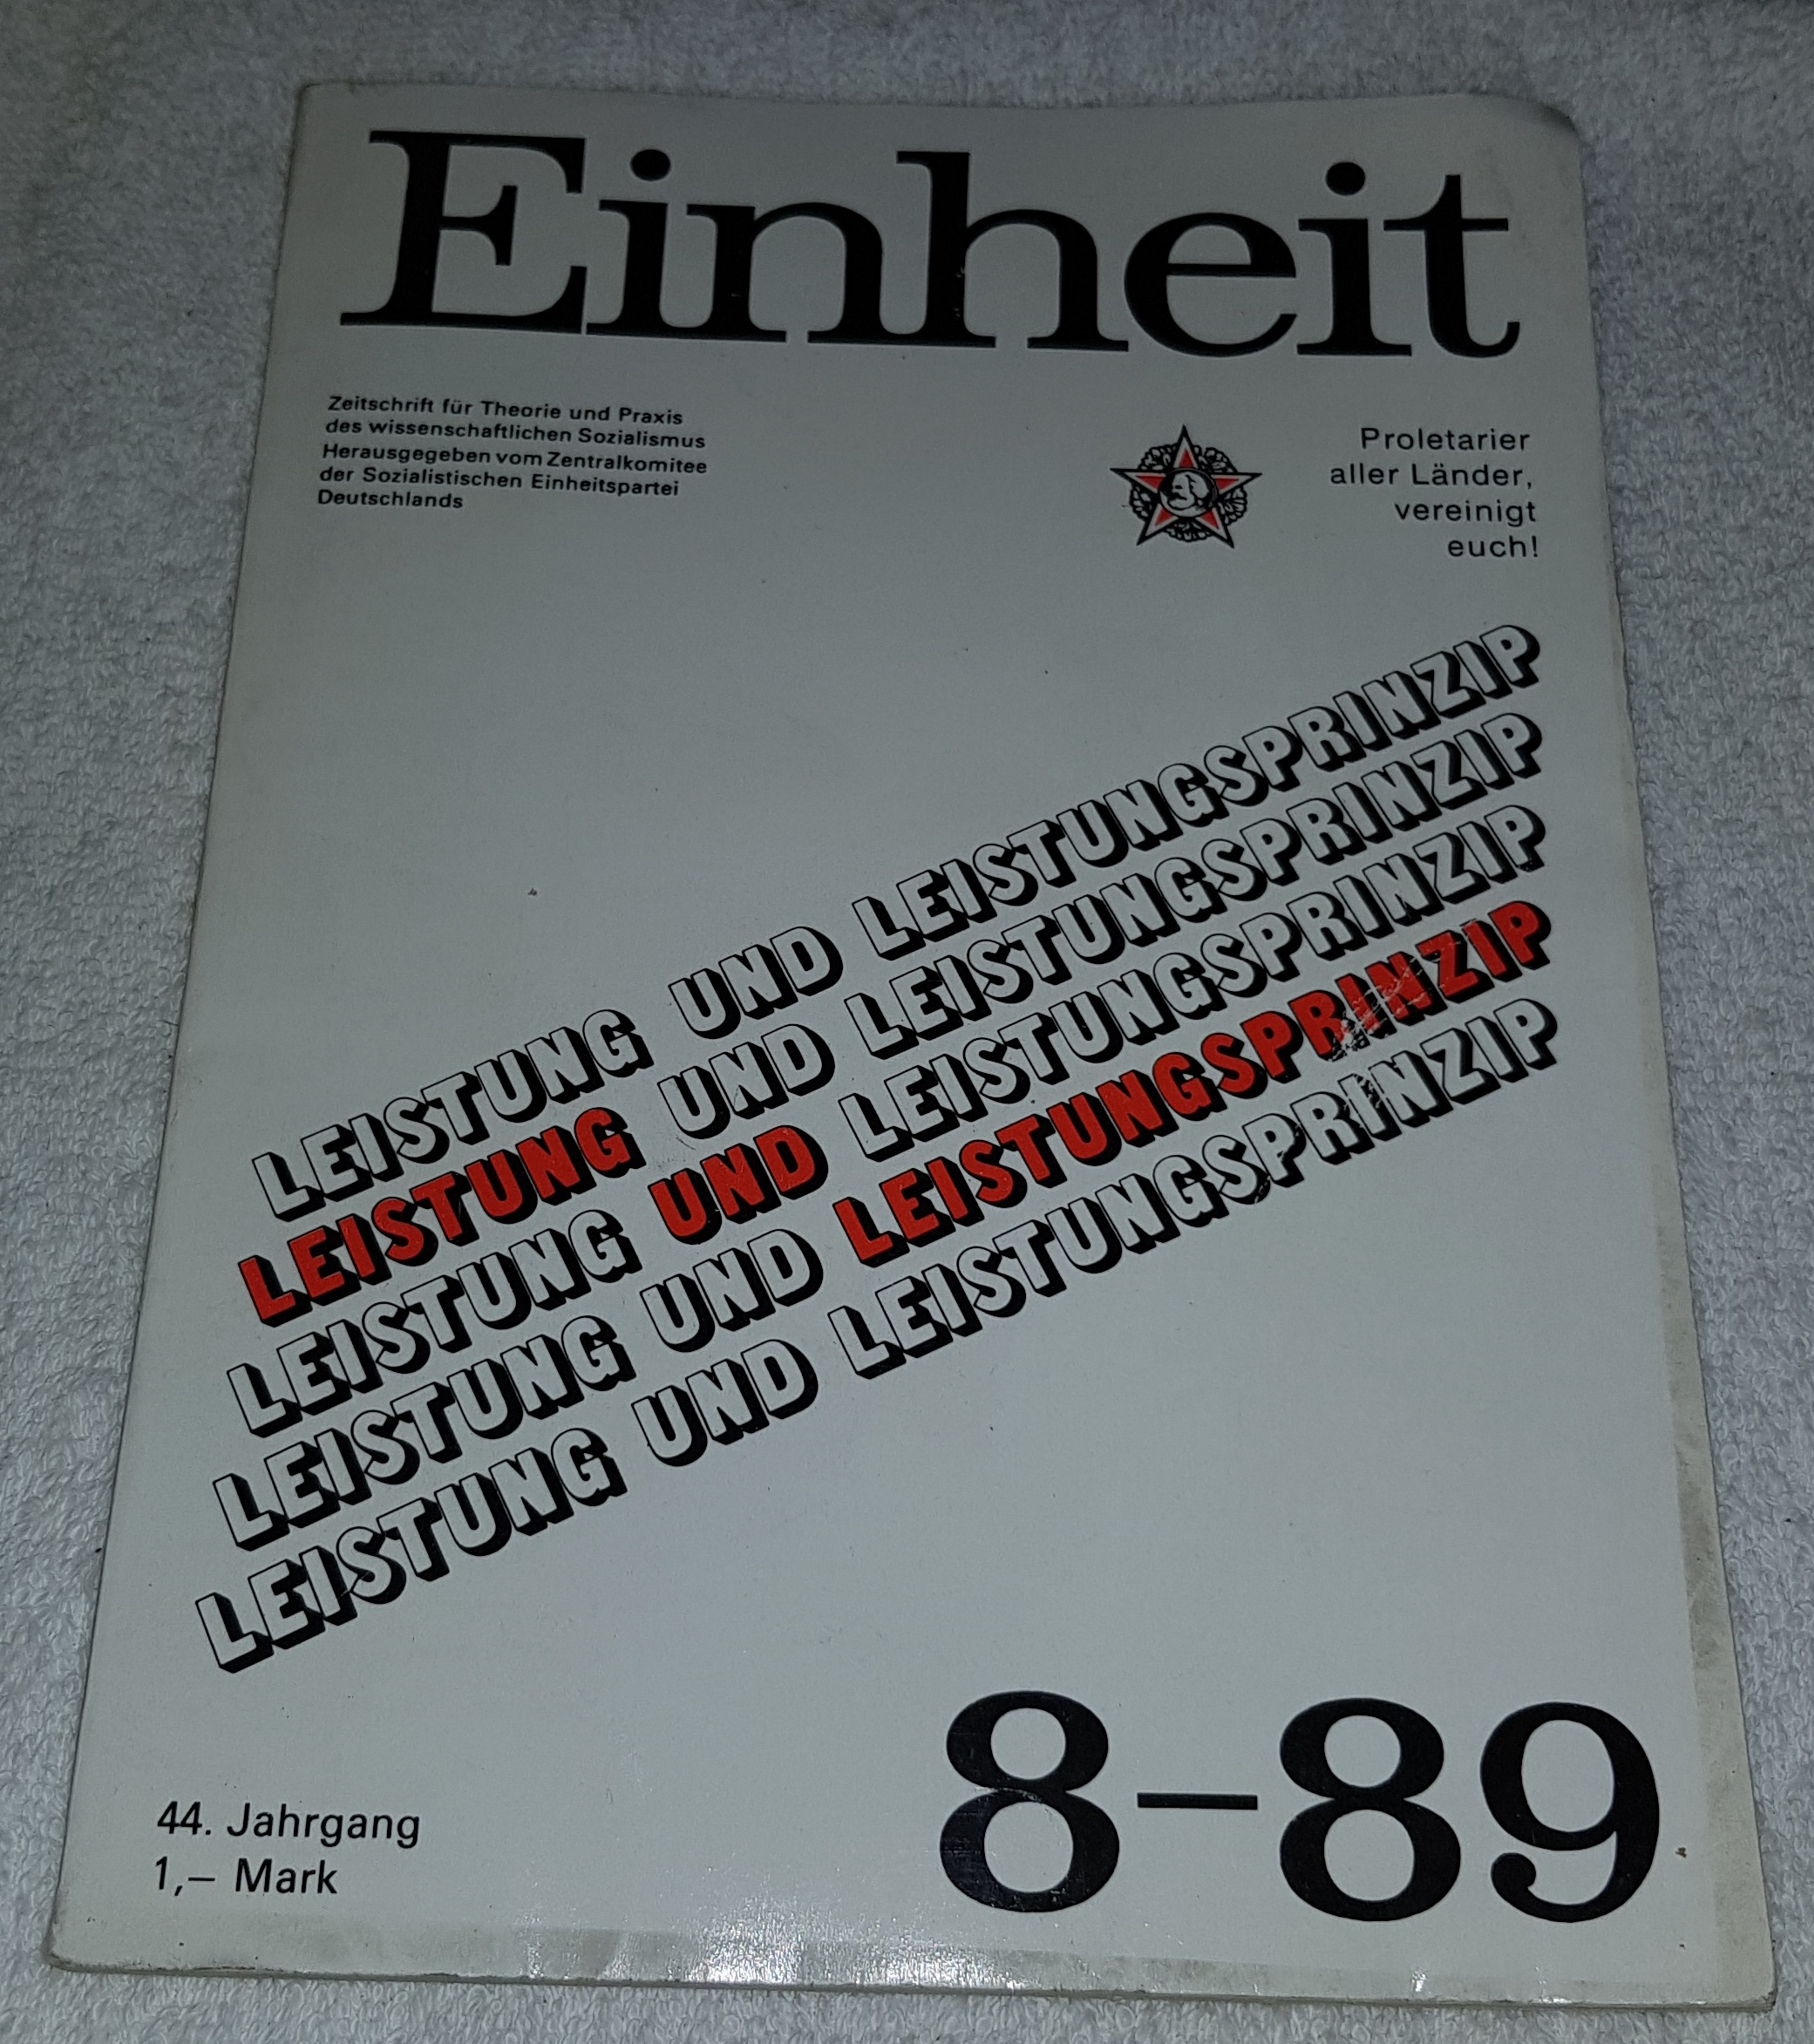 Einheit
Zeitschrift für Theorie und Praxis
des wissenschaftlichen Sozialismus
Herausgegeben vom Zentralkomitee
der Sozialistischen Einheitspartei
Deutschlands
Proletarier
aller Länder,
vereinigt
euch!
LEISTUNG UND LEISTUNGSPRINZIP
LEISTUNG UND LEISTUNGSPRINZIP
LEISTUNG UND LEISTUNGSPRINZIP
LEISTUNG UND LEISTUNGSPRINZIP
LEISTUNG UND LEISTUNGSPRINZIP
44. Jahrgang
1,– Mark
8–89